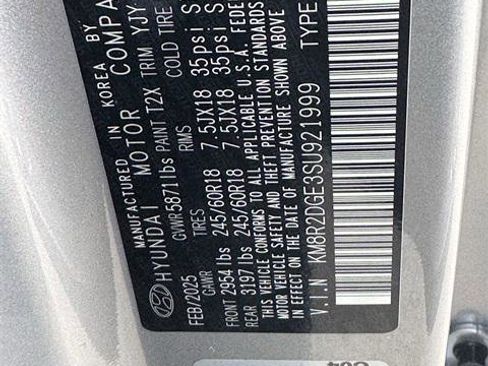 MANUFACTURED IN KOREA BY
HYUNDAI MOTOR COMPA
GVWR 5871 lbs PAINT T2X TRIM YJY
FEB/2025 GAWR TIRES RIMS COLD TIRE
FRONT 2954 lbs 245/60R18 7.5JX18 35psi S
REAR 3197 lbs 245/60R18 7.5JX18 35psi S
THIS VEHICLE CONFORMS TO ALL APPLICABLE U.S.A. FEDE
MOTOR VEHICLE SAFETY AND THEFT PREVENTION STANDARDS
IN EFFECT ON THE DATE OF MANUFACTURE SHOWN ABOVE
V.I.N KM8R2DGE3SU921999 TYPE